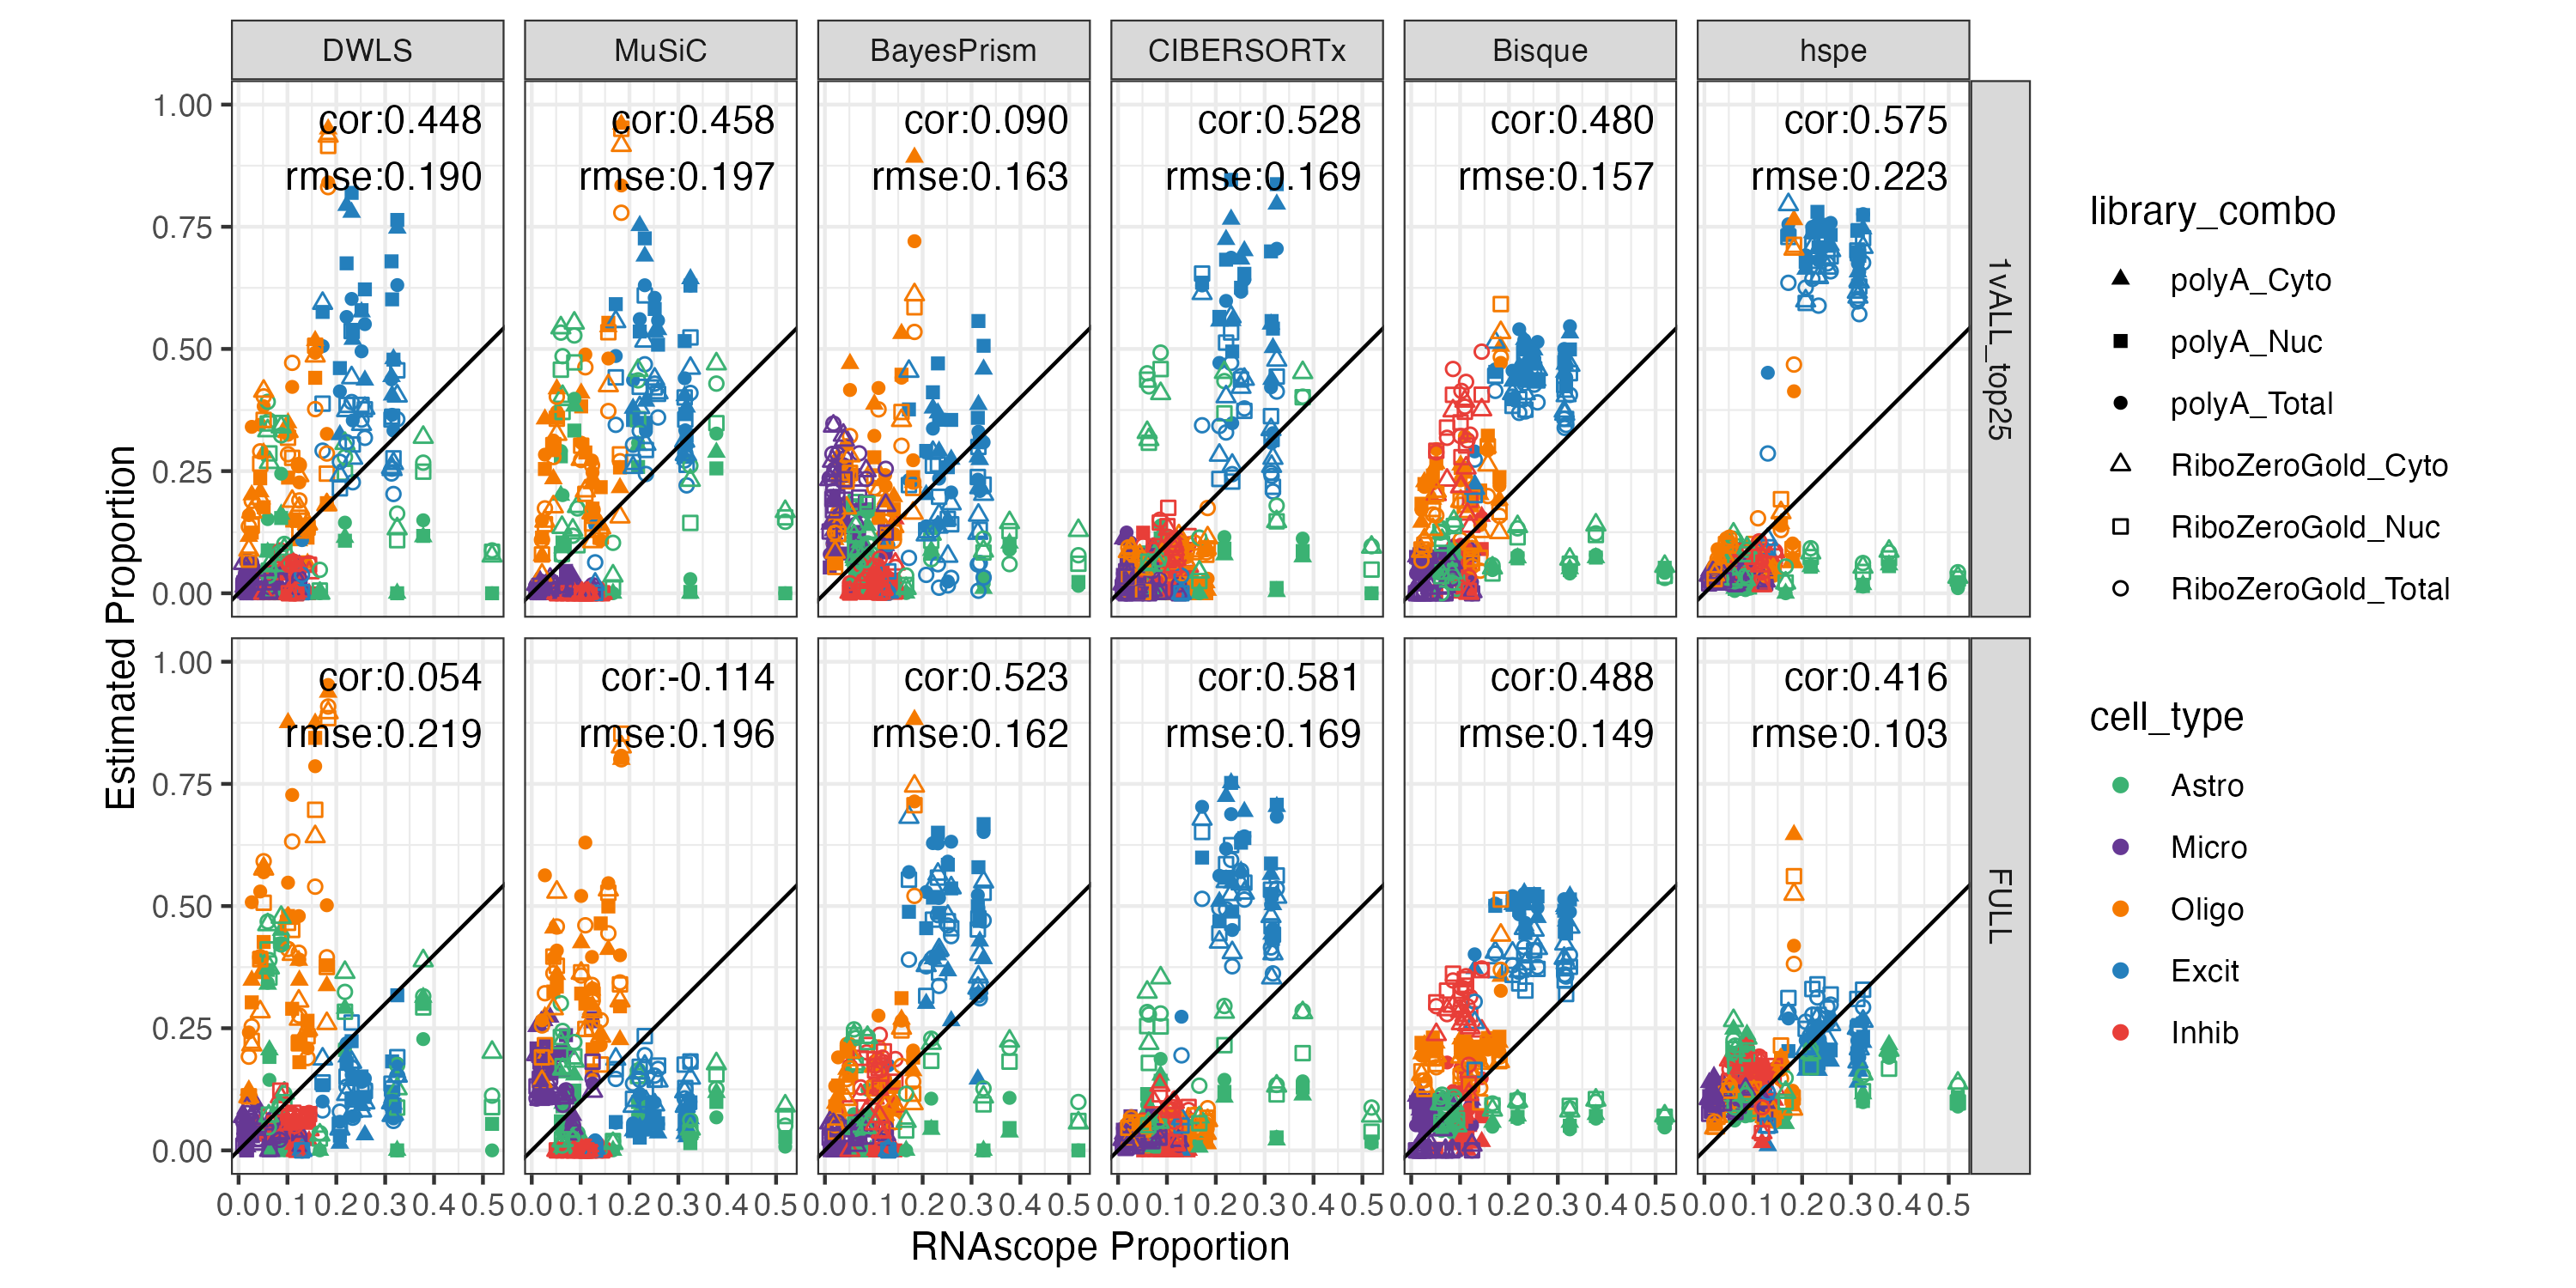 DWLS MuSiC BayesPrism CIBERSORTx Bisque hspe
1.00
0.75
0.50
0.25
0.00
cor:0.448
rmse:0.190
cor:0.458
rmse:0.197
cor:0.090
rmse:0.163
cor:0.528
rmse:0.169
cor:0.480
rmse:0.157
cor:0.575
rmse:0.223
1vALL_top25
1.00
0.75
0.50
0.25
0.00
cor:0.054
rmse:0.219
cor:-0.114
rmse:0.196
cor:0.523
rmse:0.162
cor:0.581
rmse:0.169
cor:0.488
rmse:0.149
cor:0.416
rmse:0.103
FULL
0.0 0.1 0.2 0.3 0.4 0.5 0.0 0.1 0.2 0.3 0.4 0.5 0.0 0.1 0.2 0.3 0.4 0.5 0.0 0.1 0.2 0.3 0.4 0.5 0.0 0.1 0.2 0.3 0.4 0.5 0.0 0.1 0.2 0.3 0.4 0.5
RNAscope Proportion
Estimated Proportion
library_combo
polyA_Cyto
polyA_Nuc
polyA_Total
RiboZeroGold_Cyto
RiboZeroGold_Nuc
RiboZeroGold_Total
cell_type
Astro
Micro
Oligo
Excit
Inhib